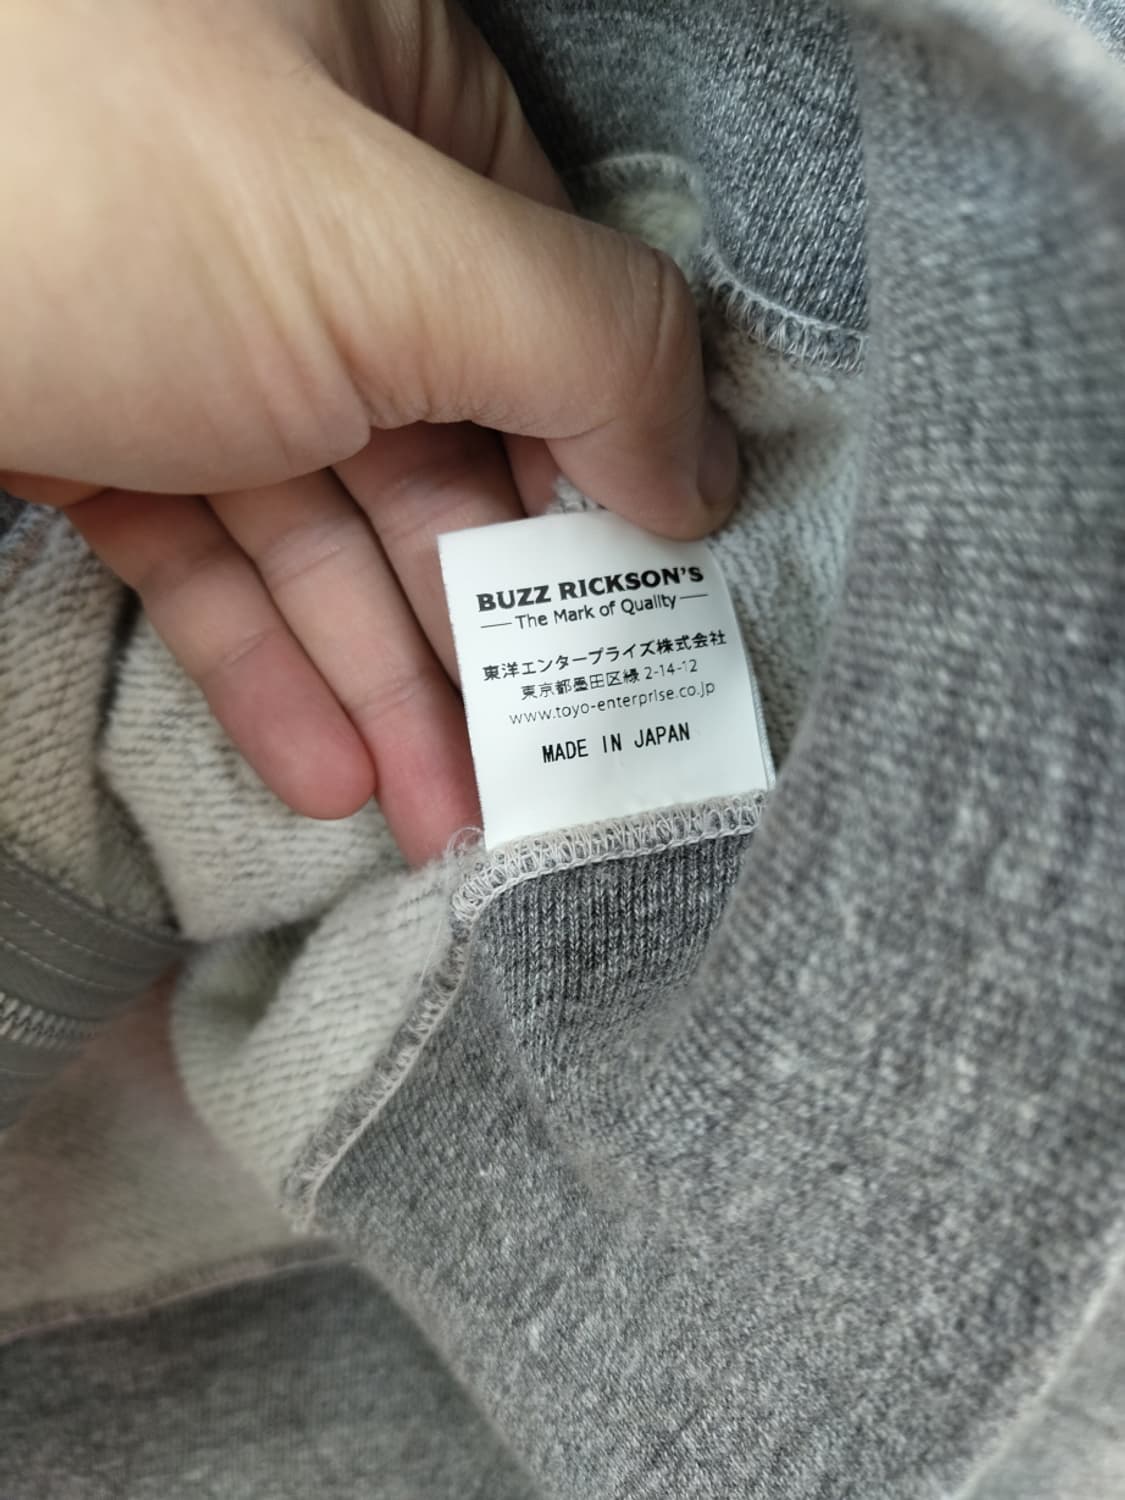 BUZZ RICKSON'S
The Mark of Quality
東洋エンタープライズ株式会社
東京都墨田区緑 2-14-12
www.toyo-enterprise.co.jp
MADE IN JAPAN